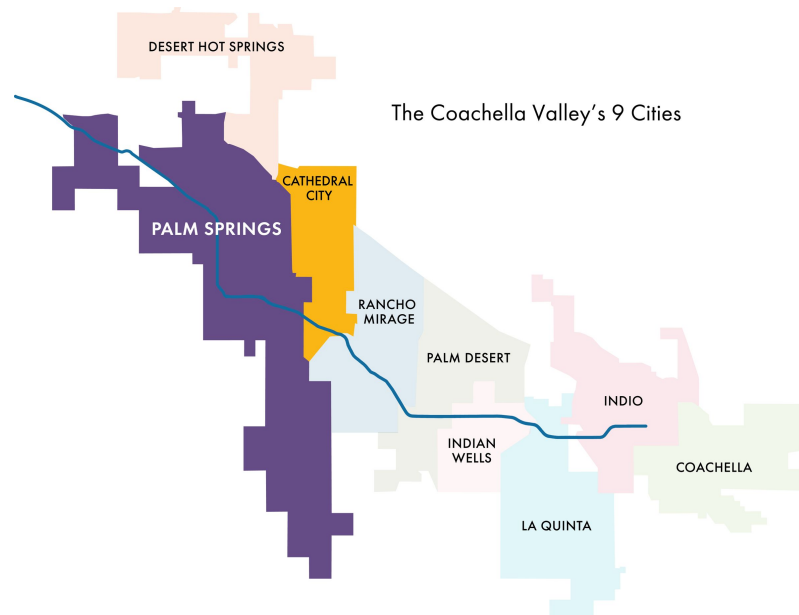 DESERT HOT SPRINGS
The Coachella Valley’s 9 Cities
CATHEDRAL
CITY
PALM SPRINGS
RANCHO
MIRAGE
PALM DESERT
INDIO
INDIAN
WELLS
COACHELLA
LA QUINTA